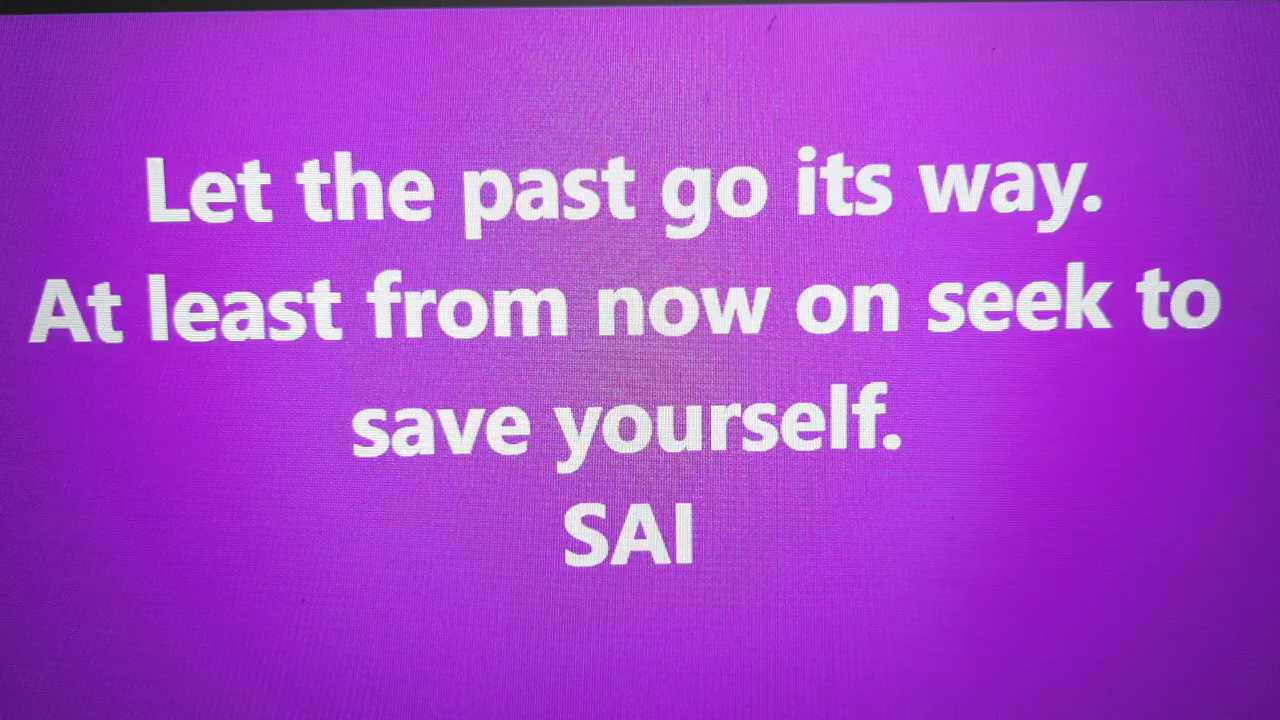 Let the past go its way.
At least from now on seek to
save yourself.
SAI